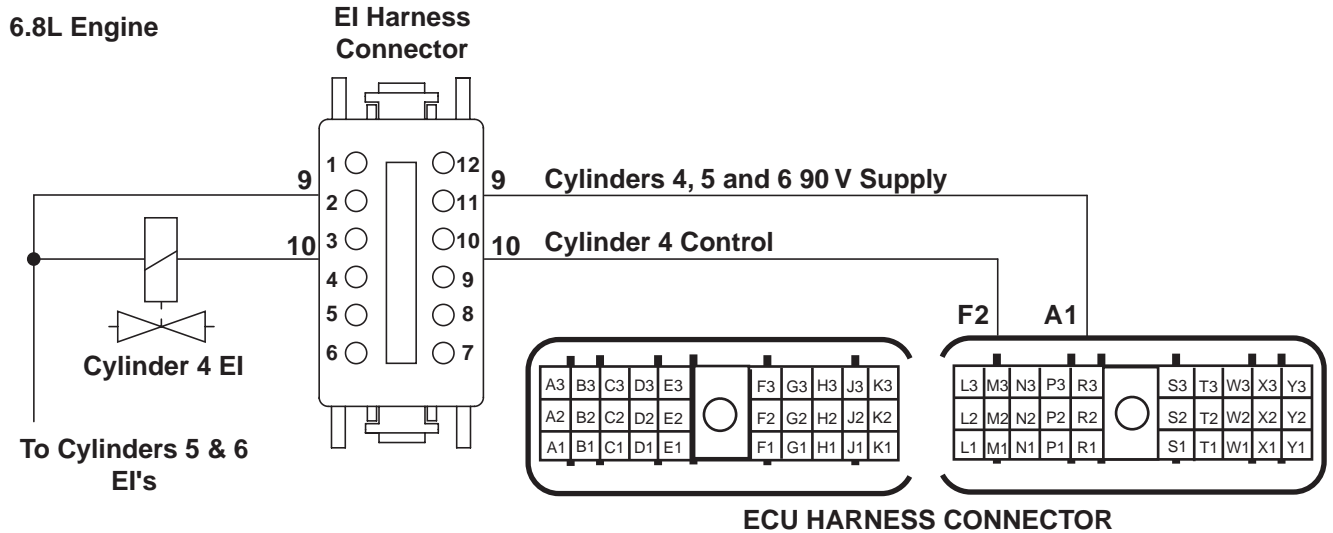 6.8L Engine
EI Harness
Connector
1 12
9 9 Cylinders 4, 5 and 6 90 V Supply
2 11
10 3 10 10 Cylinder 4 Control
4 9
5 8
6 7
Cylinder 4 EI
To Cylinders 5 & 6
EI's
F2 A1
A3 B3 C3 D3 E3 F3 G3 H3 J3 K3
A2 B2 C2 D2 E2 F2 G2 H2 J2 K2
A1 B1 C1 D1 E1 F1 G1 H1 J1 K1
L3 M3 N3 P3 R3 S3 T3 W3 X3 Y3
L2 M2 N2 P2 R2 S2 T2 W2 X2 Y2
L1 M1 N1 P1 R1 S1 T1 W1 X1 Y1
ECU HARNESS CONNECTOR